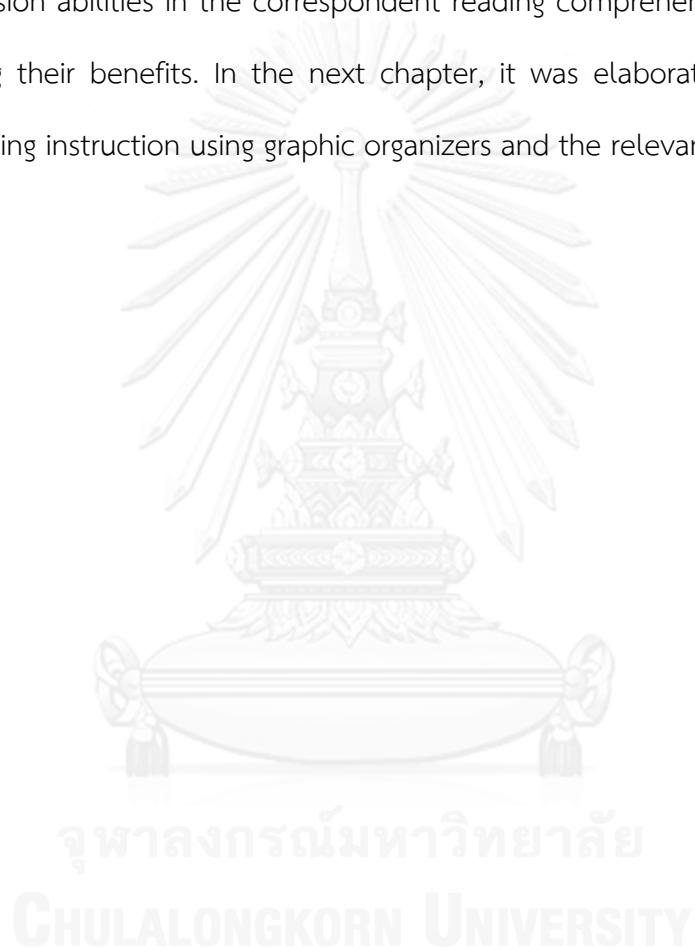 sion abilities in the correspondent reading comprehen
g their benefits. In the next chapter, it was elaborat
ing instruction using graphic organizers and the relevan
จุฬาลงกรณ์มหาวิทยาลัย
CHULALONGKORN UNIVERSITY